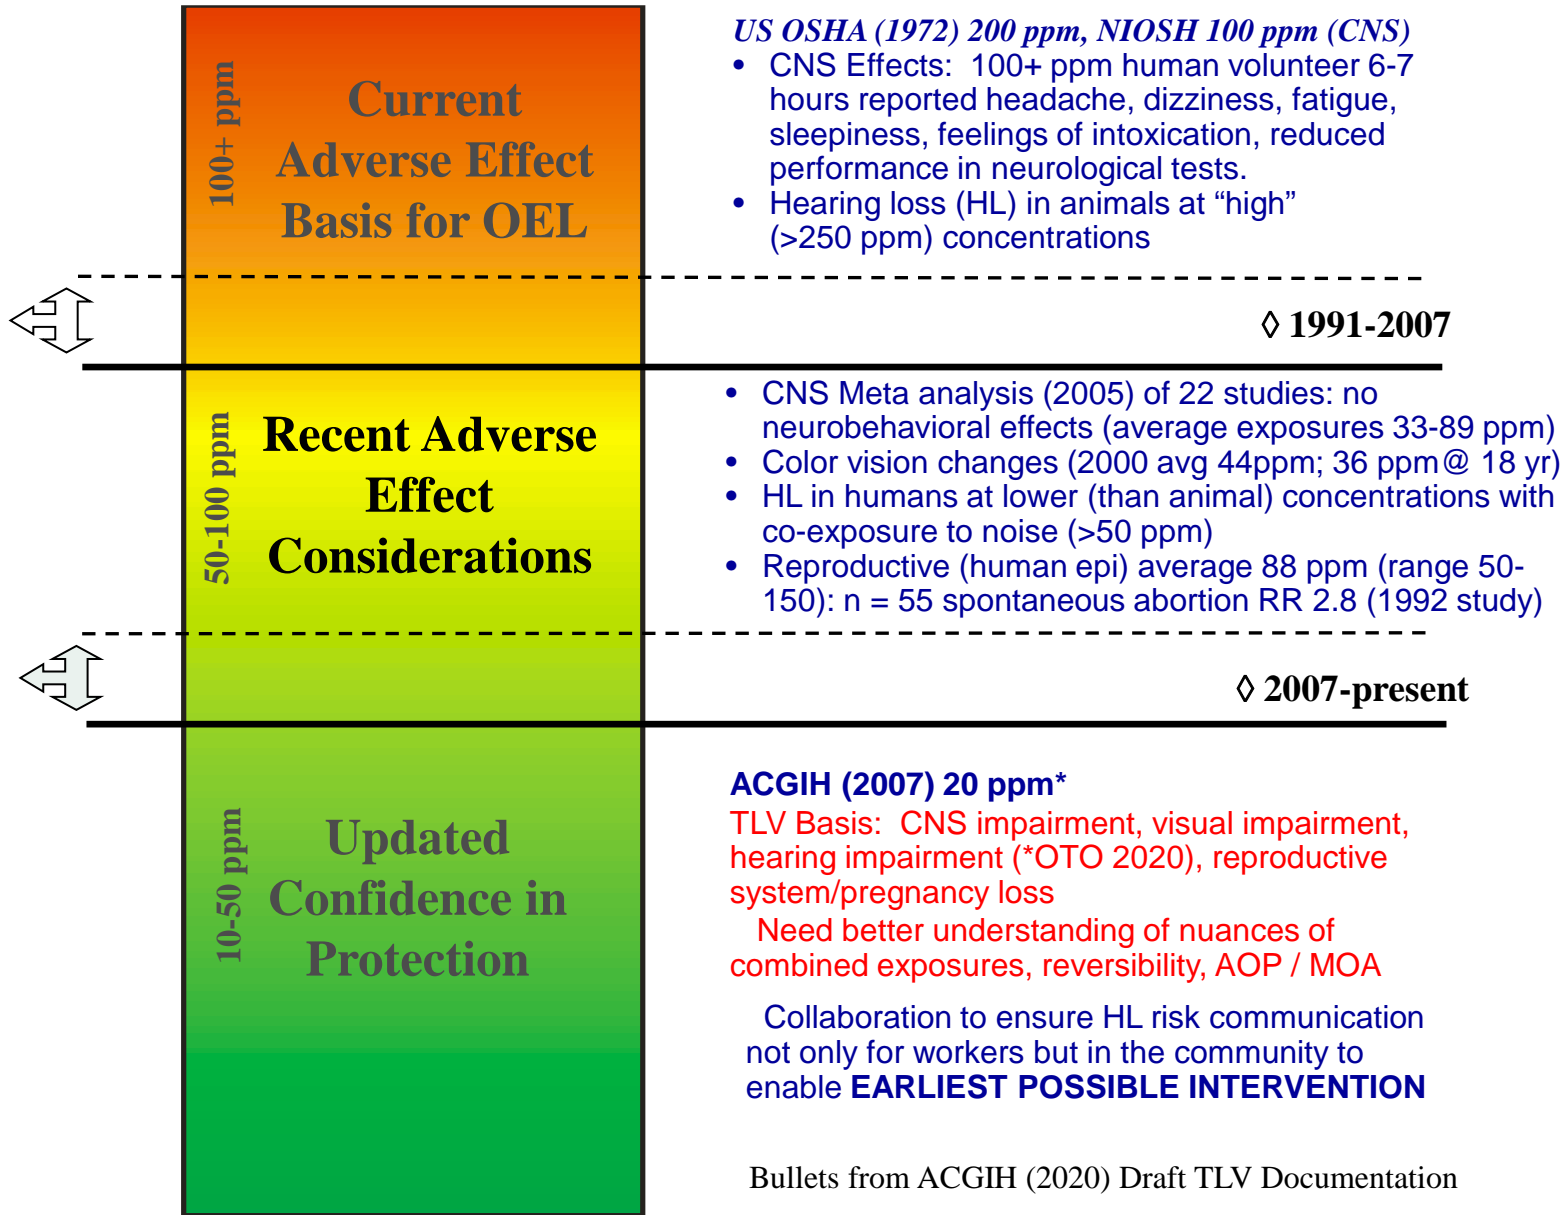 US OSHA (1972) 200 ppm, NIOSH 100 ppm (CNS)
100+ ppm
Current
Adverse Effect
Basis for OEL
• CNS Effects: 100+ ppm human volunteer 6-7
hours reported headache, dizziness, fatigue,
sleepiness, feelings of intoxication, reduced
performance in neurological tests.
• Hearing loss (HL) in animals at “high”
(>250 ppm) concentrations
◊ 1991-2007
50-100 ppm
Recent Adverse
Effect
Considerations
• CNS Meta analysis (2005) of 22 studies: no
neurobehavioral effects (average exposures 33-89 ppm)
• Color vision changes (2000 avg 44ppm; 36 ppm@ 18 yr)
• HL in humans at lower (than animal) concentrations with
co-exposure to noise (>50 ppm)
• Reproductive (human epi) average 88 ppm (range 50-
150): n = 55 spontaneous abortion RR 2.8 (1992 study)
◊ 2007-present
10-50 ppm
Updated
Confidence in
Protection
ACGIH (2007) 20 ppm*
TLV Basis: CNS impairment, visual impairment,
hearing impairment (*OTO 2020), reproductive
system/pregnancy loss
Need better understanding of nuances of
combined exposures, reversibility, AOP / MOA
Collaboration to ensure HL risk communication
not only for workers but in the community to
enable EARLIEST POSSIBLE INTERVENTION
Bullets from ACGIH (2020) Draft TLV Documentation